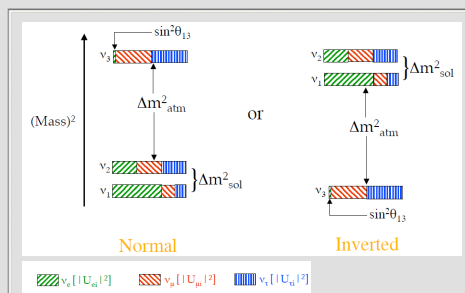 sin²θ₁₃
ν₃
Δm²atm
(Mass)²
ν₂
ν₁
}Δm²sol
Normal
or
ν₂
ν₁
}Δm²sol
Δm²atm
ν₃
sin²θ₁₃
Inverted
νₑ [ |Uₑᵢ|² ] νμ [ |Uμᵢ|² ] ντ [ |Uτᵢ|² ]